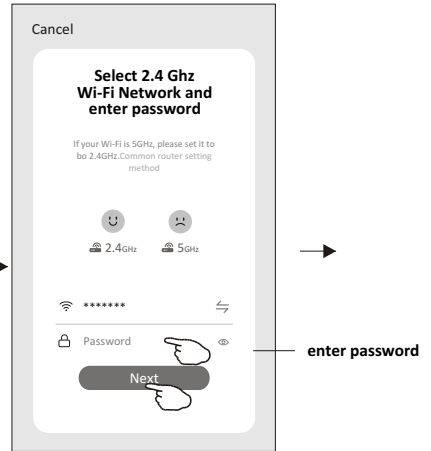 Cancel
Select 2.4 Ghz
Wi-Fi Network and
enter password
If your Wi-Fi is 5GHz, please set it to
bo 2.4GHz.Common router setting
method
2.4GHz 5GHz
*******
Password
enter password
Next